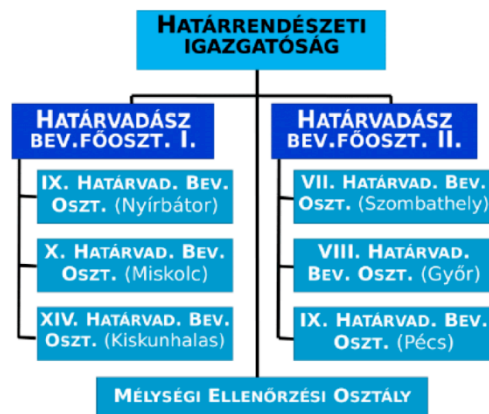 HATÁRRENDÉSZETI
IGAZGATÓSÁG
HATÁRVADÁSZ
BEV.FŐOSZT. I.
IX. HATÁRVAD. BEV.
OSZT. (Nyírbátor)
X. HATÁRVAD. BEV.
OSZT. (Miskolc)
XIV. HATÁRVAD. BEV.
OSZT. (Kiskunhalas)
HATÁRVADÁSZ
BEV.FŐOSZT. II.
VII. HATÁRVAD. BEV.
OSZT. (Szombathely)
VIII. HATÁRVAD.
BEV. OSZT. (Győr)
IX. HATÁRVAD. BEV.
OSZT. (Pécs)
MÉLYSÉGI ELLENŐRZÉSI OSZTÁLY